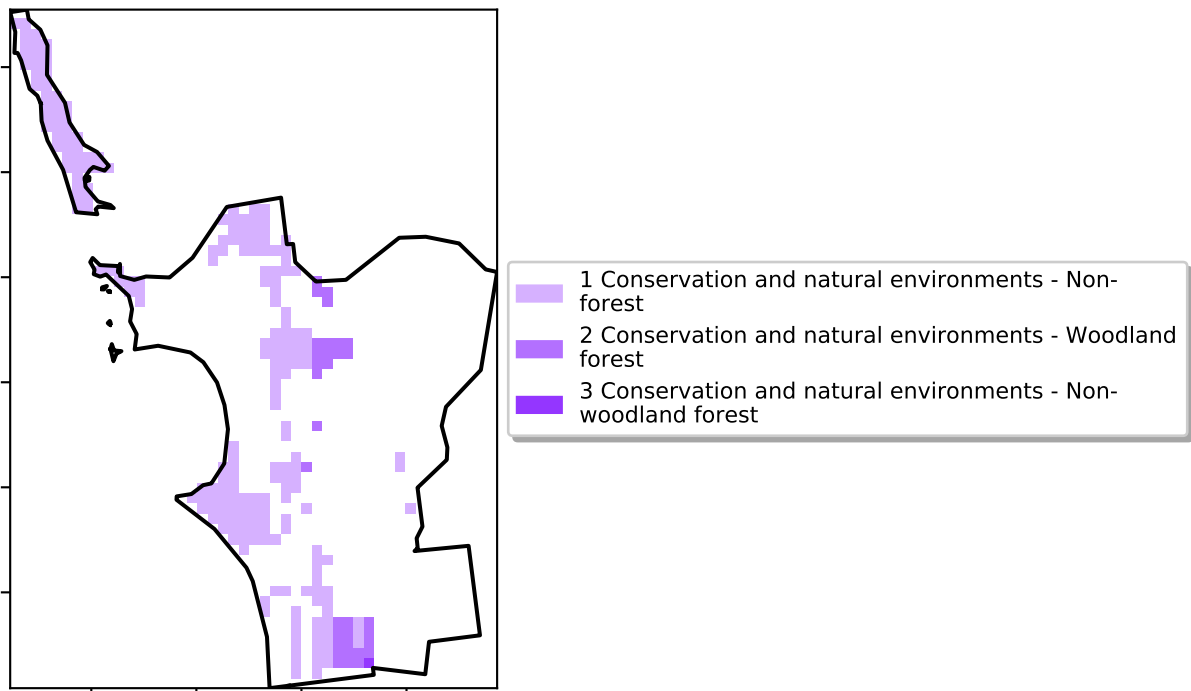 1 Conservation and natural environments - Non-
forest
2 Conservation and natural environments - Woodland
forest
3 Conservation and natural environments - Non-
woodland forest